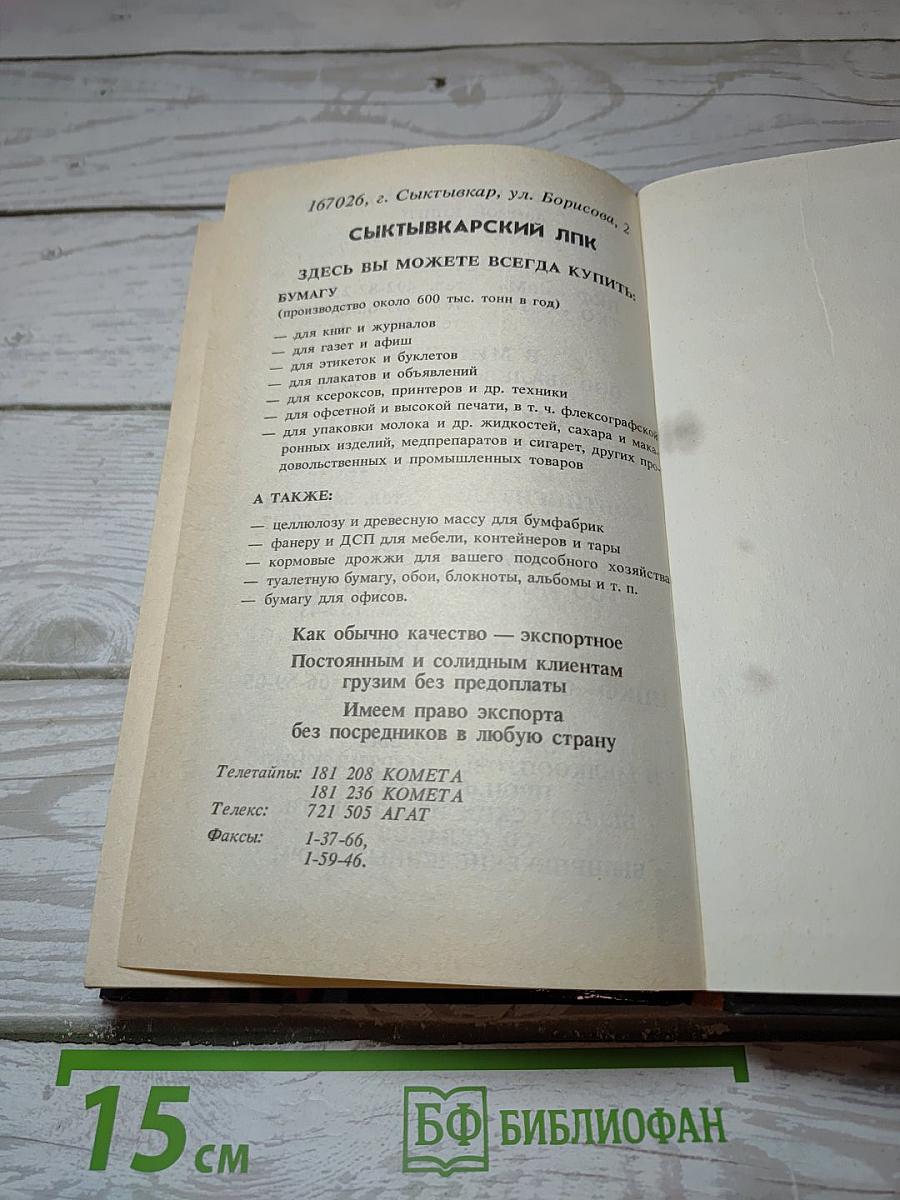 167026, г. Сыктывкар, ул. Борисова, 2
СЫКТЫВКАРСКИЙ ЛПК
ЗДЕСЬ ВЫ МОЖЕТЕ ВСЕГДА КУПИТЬ:
БУМАГУ
(производство около 600 тыс. тонн в год)
— для книг и журналов
— для газет и афиш
— для этикеток и буклетов
— для плакатов и объявлений
— для ксероксов, принтеров и др. техники
— для офсетной и высокой печати, в т. ч. флексографской
— для упаковки молока и др. жидкостей, сахара и мака-
ронных изделий, медпрепаратов и сигарет, других про-
довольственных и промышленных товаров
А ТАКЖЕ:
— целлюлозу и древесную массу для бумфабрик
— фанеру и ДСП для мебели, контейнеров и тары
— кормовые дрожжи для вашего подсобного хозяйства
— туалетную бумагу, обои, блокноты, альбомы и т. п.
— бумагу для офисов.
Как обычно качество — экспортное
Постоянным и солидным клиентам
грузим без предоплаты
Имеем право экспорта
без посредников в любую страну
Телетайпы: 181 208 КОМЕТА
181 236 КОМЕТА
Телекс: 721 505 АГАТ
Факсы: 1-37-66,
1-59-46.
15 см
БФ БИБЛИОФАН